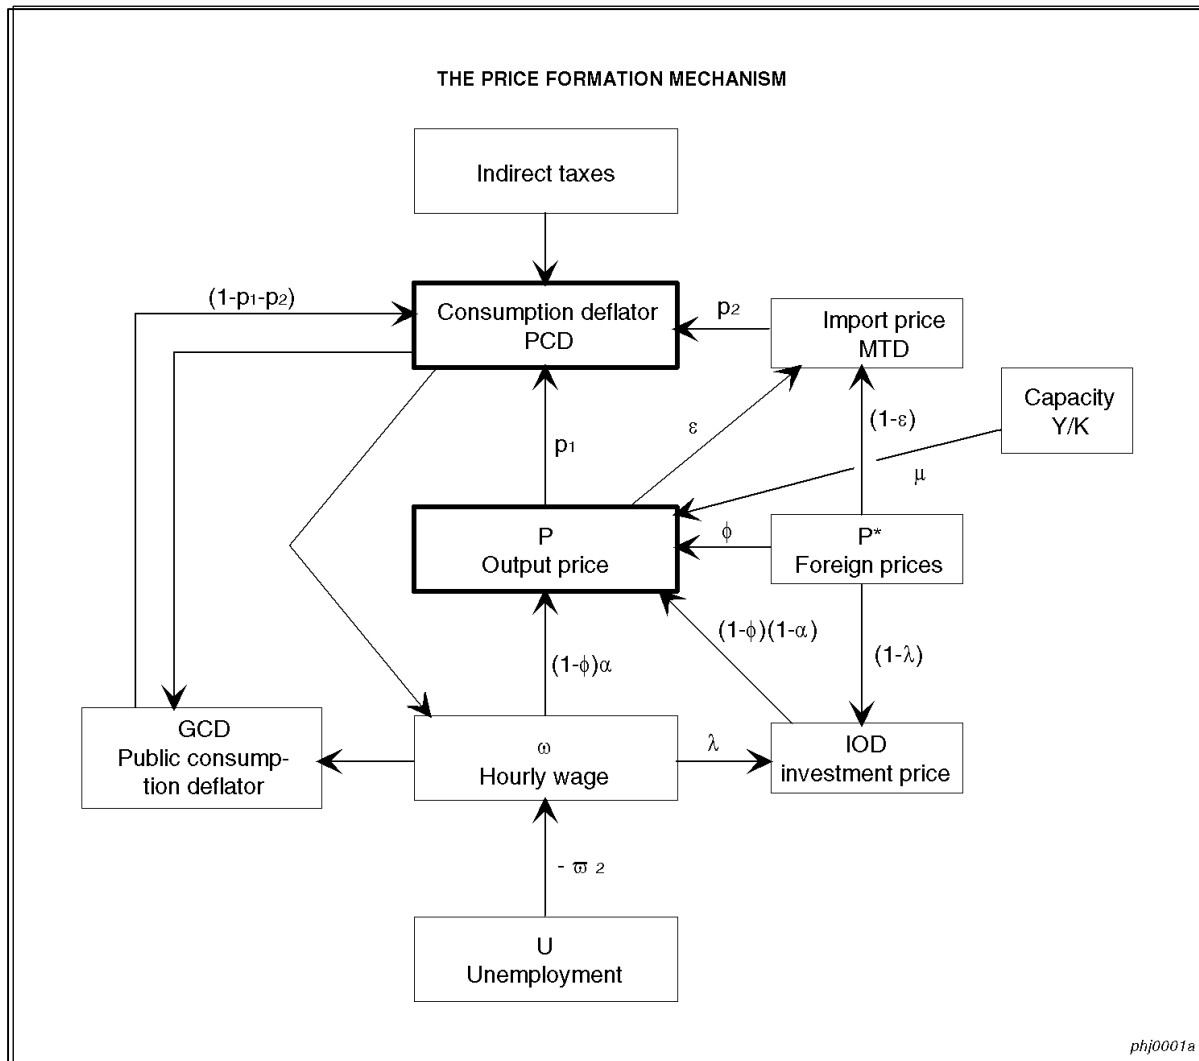 THE PRICE FORMATION MECHANISM
Indirect taxes
(1-p1-p2)
Consumption deflator
PCD
p2
Import price
MTD
Capacity
Y/K
ε
(1-ε)
p1
μ
P
Output price
ϕ
P*
Foreign prices
(1-ϕ)(1-α)
(1-ϕ)α
(1-λ)
GCD
Public consump-
tion deflator
ω
Hourly wage
λ
IOD
investment price
- ϖ 2
U
Unemployment
phj0001a